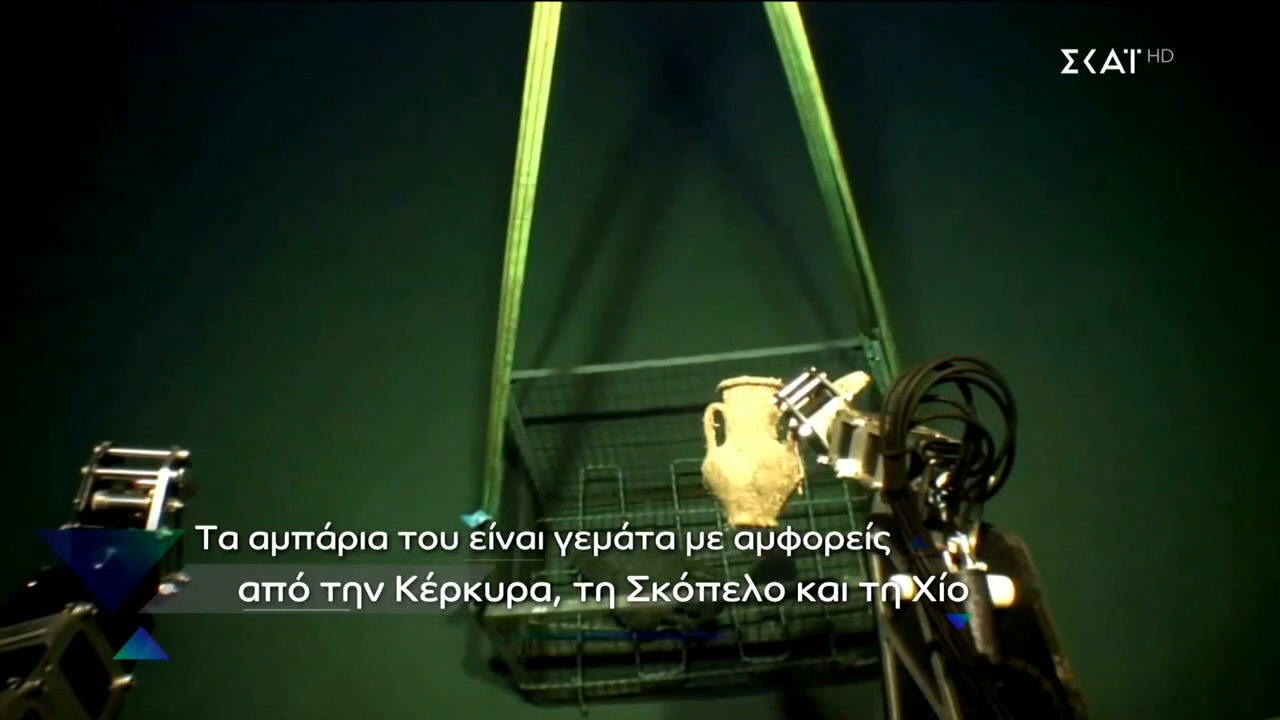 ΣΚΑΪ HD
Τα αμπάρια του είναι γεμάτα με αμφορείς
από την Κέρκυρα, τη Σκόπελο και τη Χίο